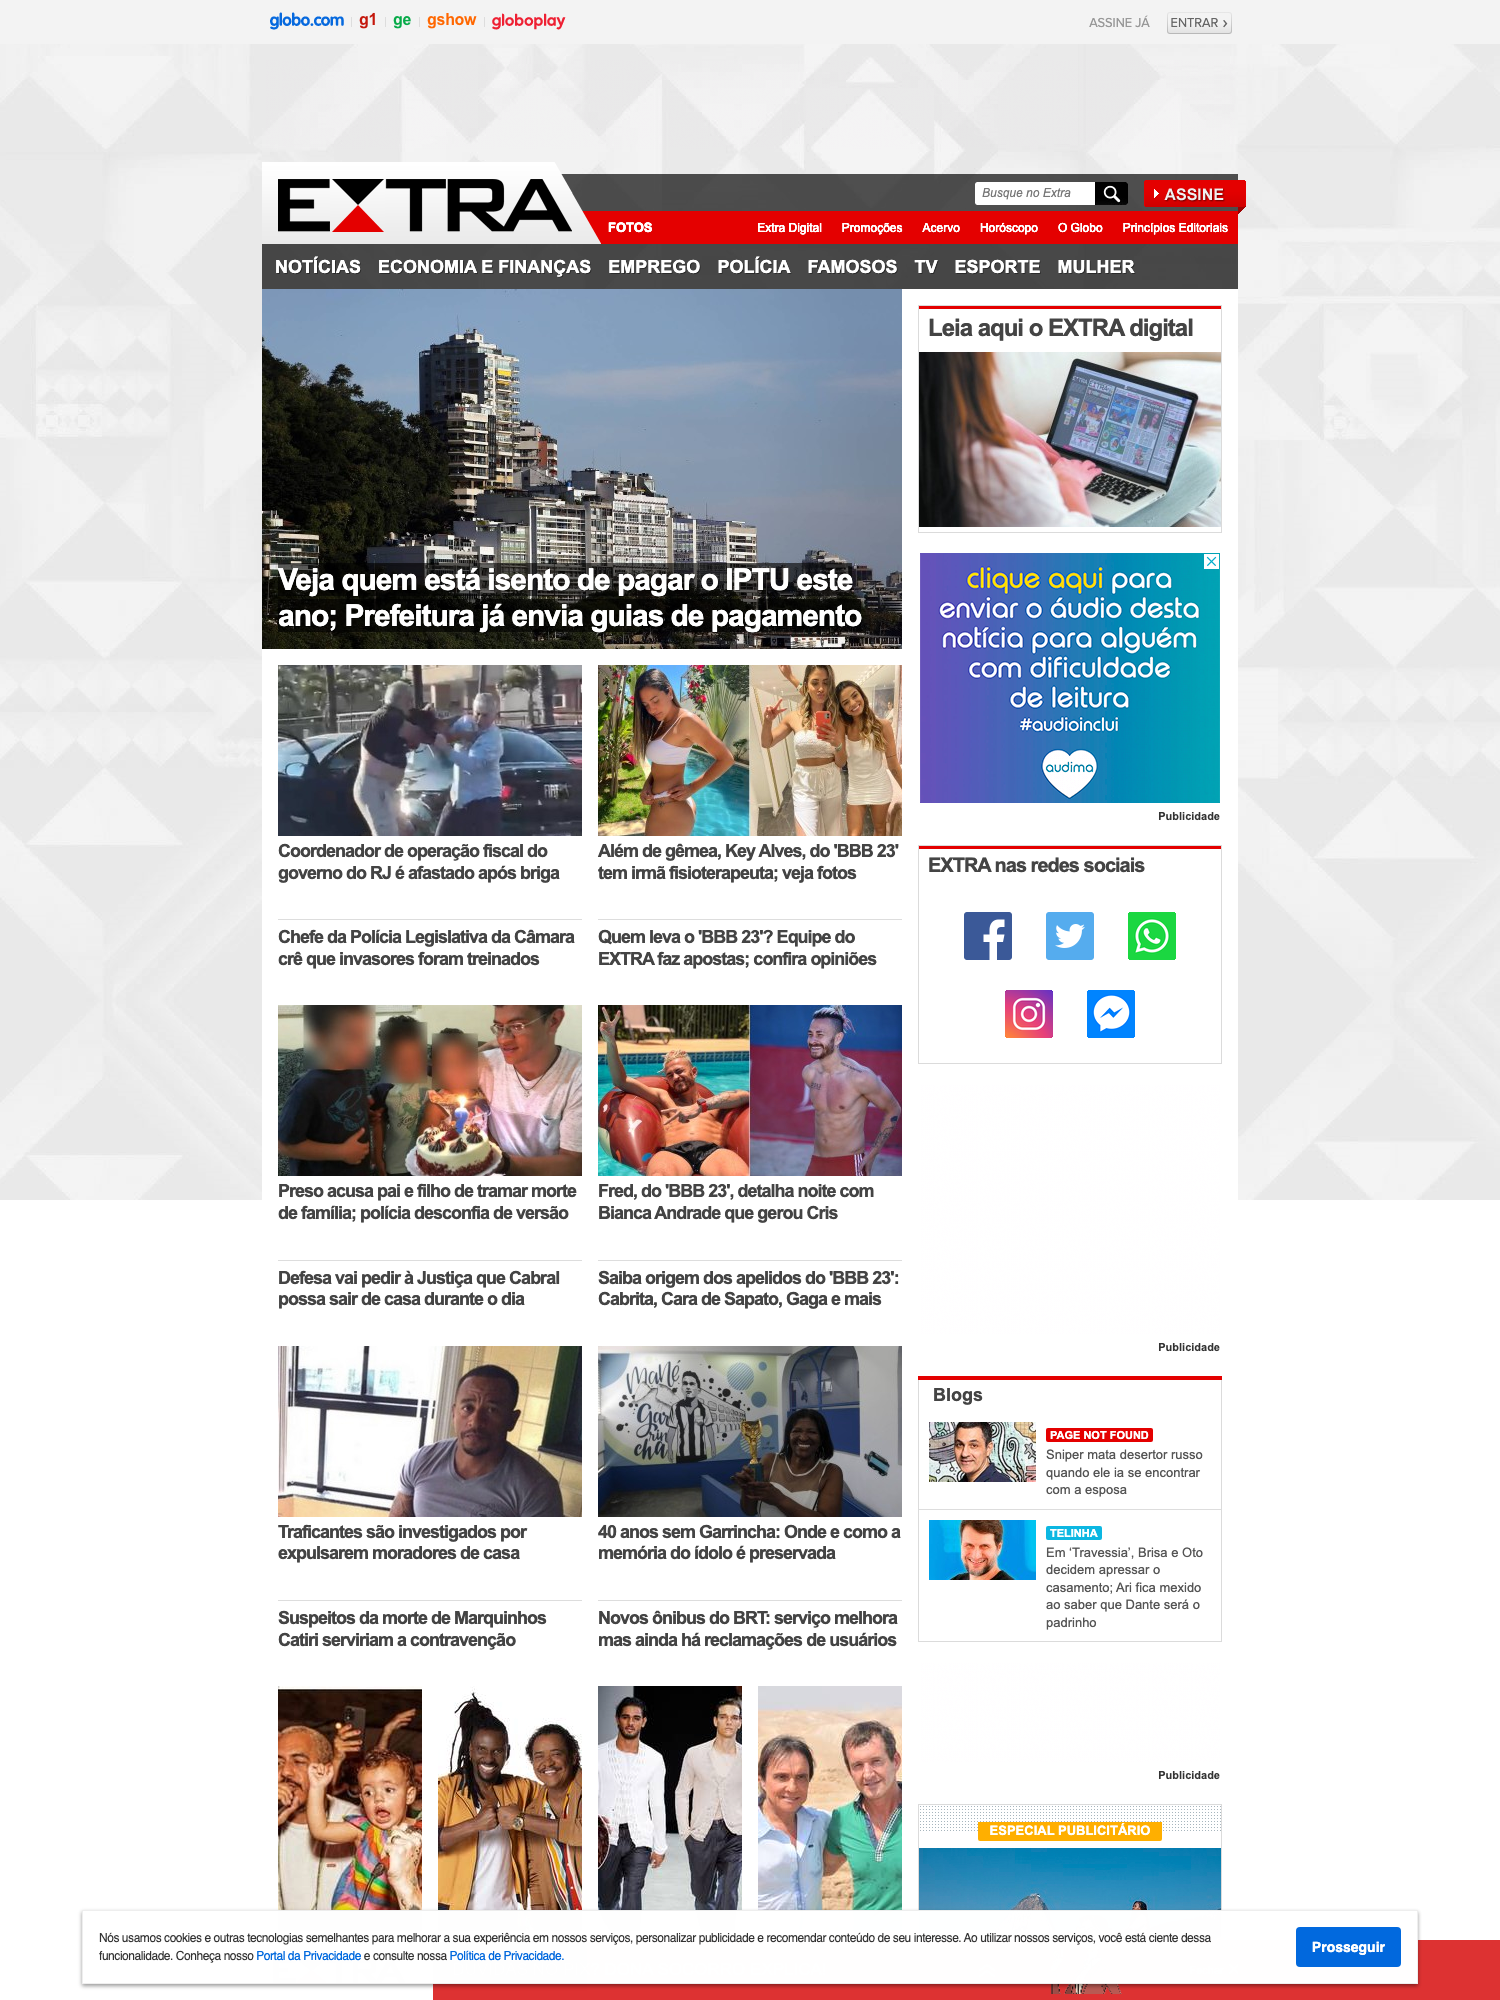 globo.com g1 ge gshow globoplay
ASSINE JÁ ENTRAR
EXTRA
Busque no Extra
ASSINE
FOTOS Extra Digital Promoções Acervo Horóscopo O Globo Princípios Editoriais
NOTÍCIAS ECONOMIA E FINANÇAS EMPREGO POLÍCIA FAMOSOS TV ESPORTE MULHER
Veja quem está isento de pagar o IPTU este
ano; Prefeitura já envia guias de pagamento
Coordenador de operação fiscal do
governo do RJ é afastado após briga
Chefe da Polícia Legislativa da Câmara
crê que invasores foram treinados
Além de gêmea, Key Alves, do 'BBB 23'
tem irmã fisioterapeuta; veja fotos
Quem leva o 'BBB 23'? Equipe do
EXTRA faz apostas; confira opiniões
Preso acusa pai e filho de tramar morte
de família; polícia desconfia de versão
Defesa vai pedir à Justiça que Cabral
possa sair de casa durante o dia
Fred, do 'BBB 23', detalha noite com
Bianca Andrade que gerou Cris
Saiba origem dos apelidos do 'BBB 23':
Cabrita, Cara de Sapato, Gaga e mais
Traficantes são investigados por
expulsarem moradores de casa
Suspeitos da morte de Marquinhos
Catiri serviriam a contravenção
Mané
Gar
rin
cha
40 anos sem Garrincha: Onde e como a
memória do ídolo é preservada
Novos ônibus do BRT: serviço melhora
mas ainda há reclamações de usuários
Leia aqui o EXTRA digital
clique aqui para
enviar o áudio desta
notícia para alguém
com dificuldade
de leitura
#audioinclui
audima
Publicidade
EXTRA nas redes sociais
Publicidade
Blogs
PAGE NOT FOUND
Sniper mata desertor russo
quando ele ia se encontrar
com a esposa
TELINHA
Em ‘Travessia’, Brisa e Oto
decidem apressar o
casamento; Ari fica mexido
ao saber que Dante será o
padrinho
Publicidade
ESPECIAL PUBLICITÁRIO
Nós usamos cookies e outras tecnologias semelhantes para melhorar a sua experiência em nossos serviços, personalizar publicidade e recomendar conteúdo de seu interesse. Ao utilizar nossos serviços, você está ciente dessa
funcionalidade. Conheça nosso Portal da Privacidade e consulte nossa Política de Privacidade.
Prosseguir